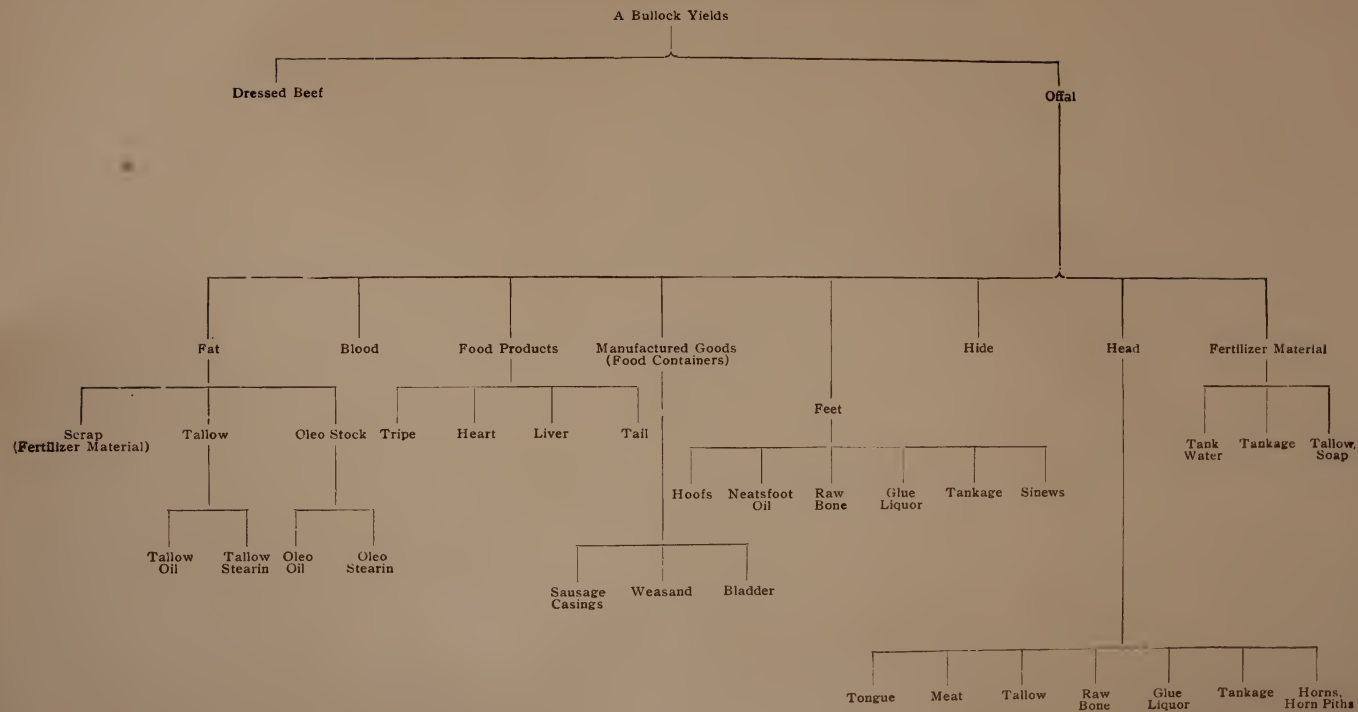 A Bullock Yields
Dressed Beef
Offal
Fat
Blood
Food Products
Manufactured Goods
(Food Containers)
Hide
Head
Fertilizer Material
Feet
Scrap
(Fertilizer Material)
Tallow
Oleo Stock
Tripe
Heart
Liver
Tail
Tank
Water
Tankage
Tallow,
Soap
Hoofs
Neatsfoot
Oil
Raw
Bone
Glue
Liquor
Tankage
Sinews
Tallow
Oil
Tallow
Stearin
Oleo
Oil
Oleo
Stearin
Sausage
Casings
Weasand
Bladder
Tongue
Meat
Tallow
Raw
Bone
Glue
Liquor
Tankage
Horns,
Horn Piths